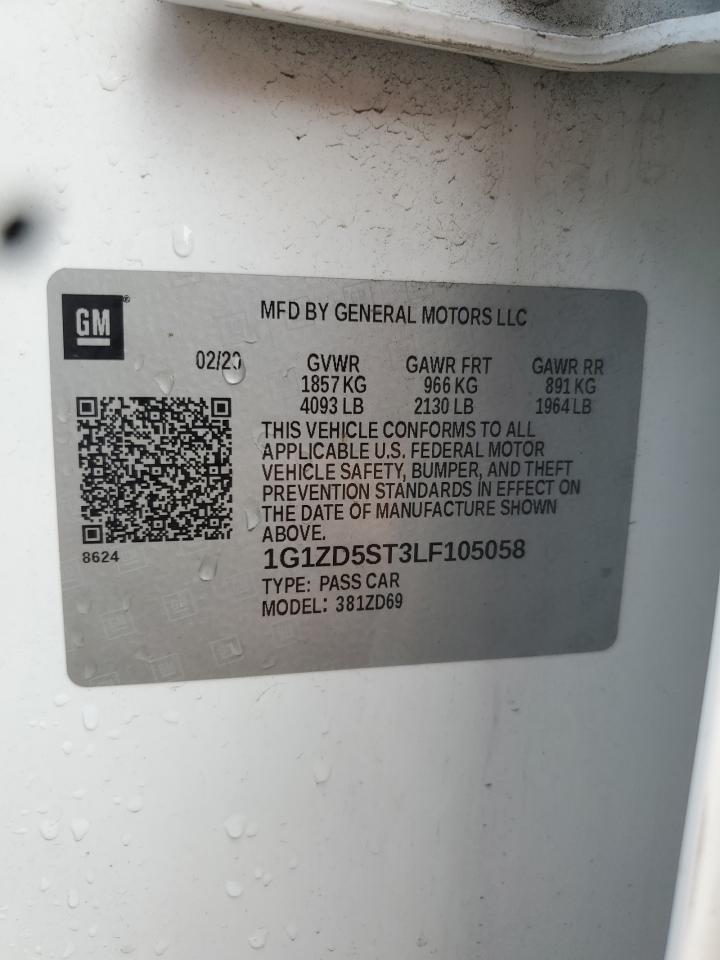 GM
MFD BY GENERAL MOTORS LLC
02/20 GVWR GAWR FRT GAWR RR
1857 KG 966 KG 891 KG
4093 LB 2130 LB 1964 LB
THIS VEHICLE CONFORMS TO ALL
APPLICABLE U.S. FEDERAL MOTOR
VEHICLE SAFETY, BUMPER, AND THEFT
PREVENTION STANDARDS IN EFFECT ON
THE DATE OF MANUFACTURE SHOWN
ABOVE.
8624
1G1ZD5ST3LF105058
TYPE: PASS CAR
MODEL: 381ZD69